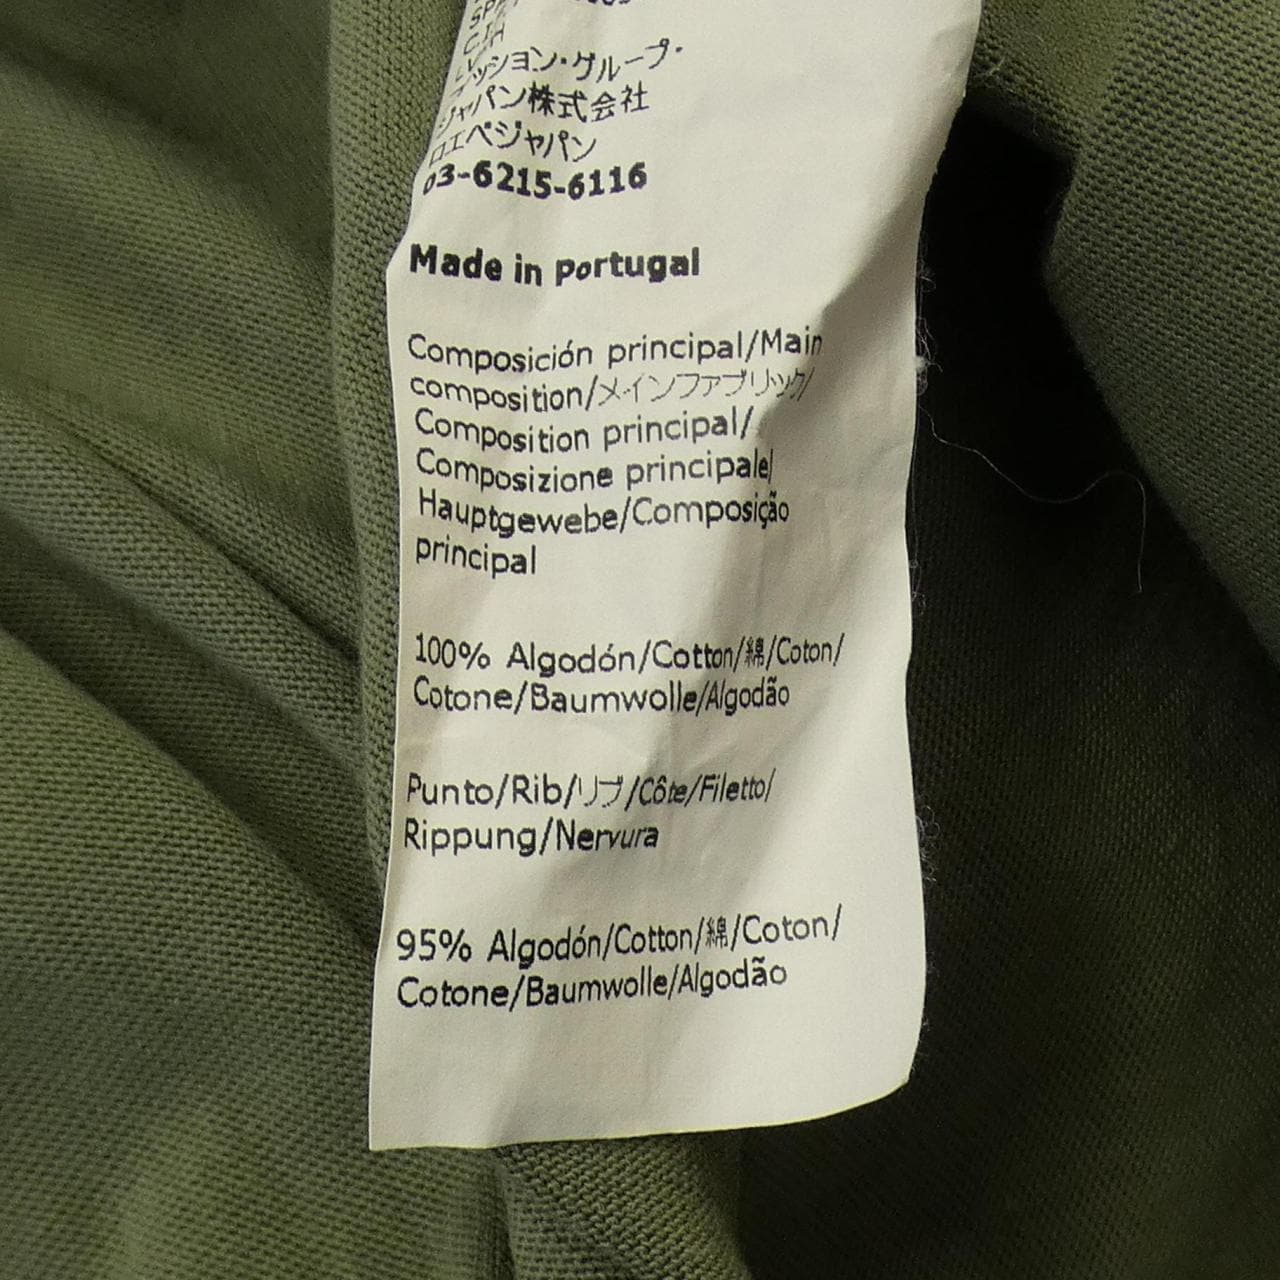 ッション・グループ・
ジャパン株式会社
ロエベジャパン
03-6215-6116
Made in Portugal
Composición principal/Main
composition/メインファブリック/
Composition principal/
Composizione principale/
Hauptgewebe/Composição
principal
100% Algodón/Cotton/綿/Coton/
Cotone/Baumwolle/Algodão
Punto/Rib/リブ/Côte/Filetto/
Rippung/Nervura
95% Algodón/Cotton/綿/Coton/
Cotone/Baumwolle/Algodão